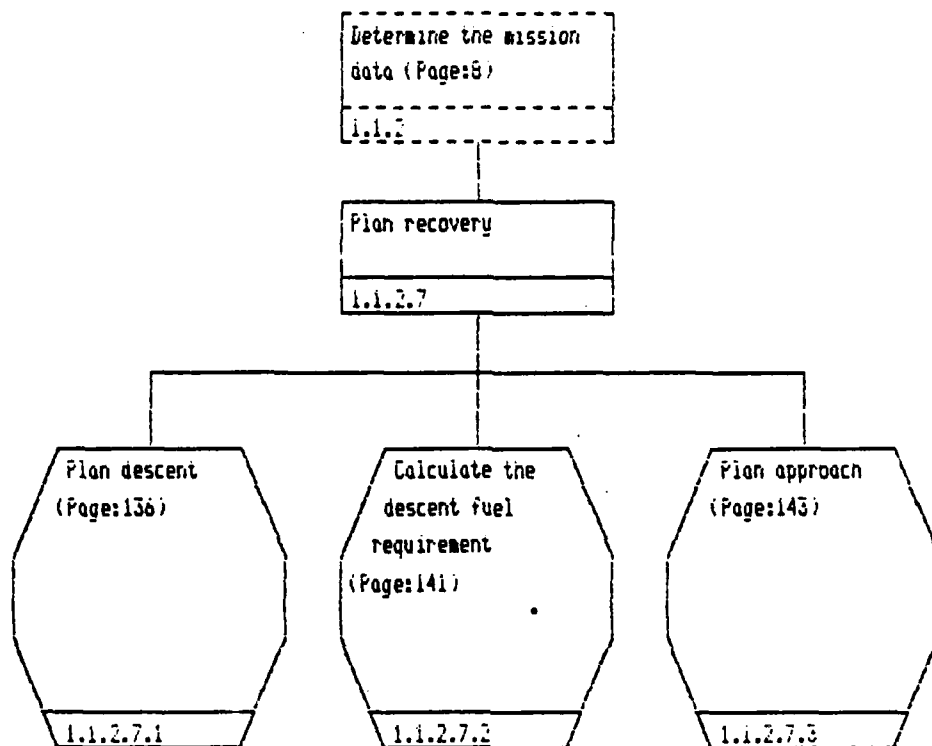 Determine the mission
data (Page:8)
1.1.2
Plan recovery
1.1.2.7
Plan descent
(Page:136)
1.1.2.7.1
Calculate the
descent fuel
requirement
(Page:141)
1.1.2.7.2
Plan approach
(Page:143)
1.1.2.7.3